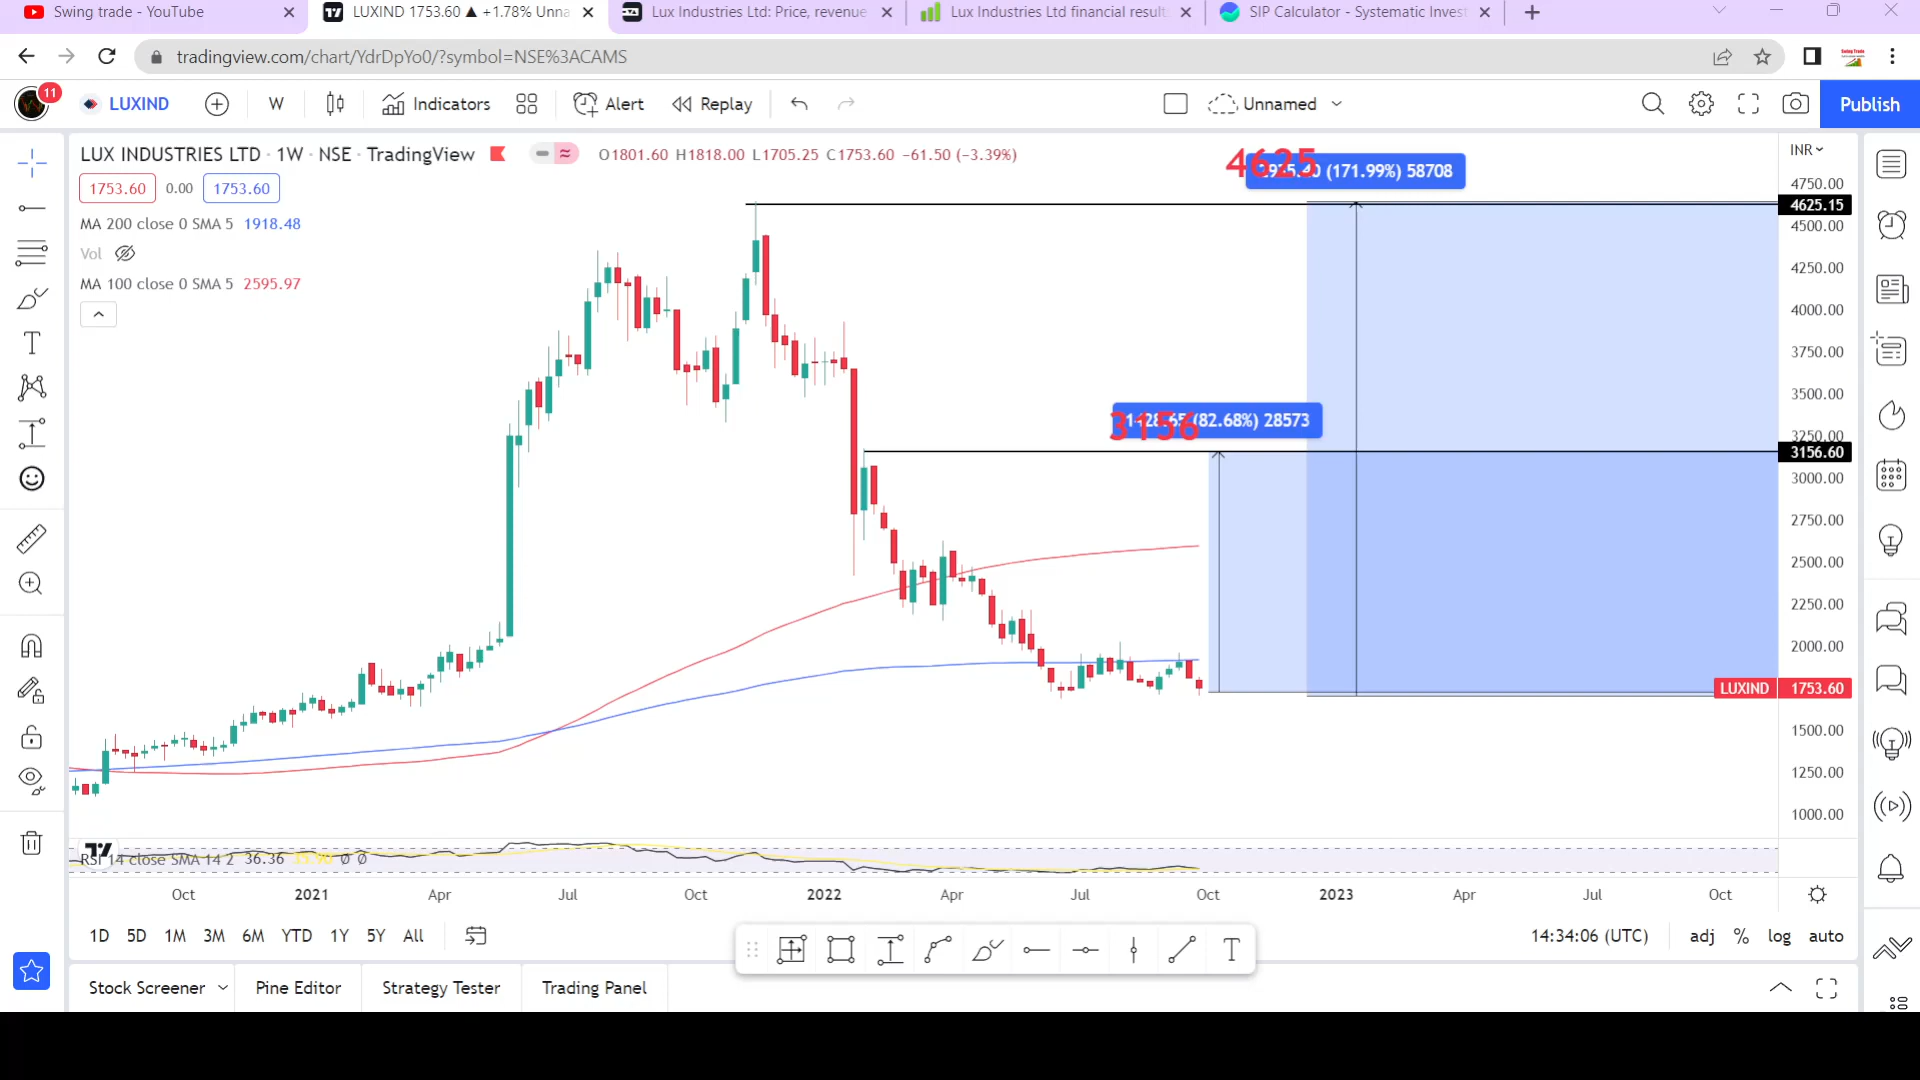 Swing trade - YouTube
LUXIND 1753.60 ▲ +1.78% Unna
Lux Industries Ltd: Price, revenue
Lux Industries Ltd financial result
SIP Calculator - Systematic Invest
tradingview.com/chart/YdrDpYo0/?symbol=NSE%3ACAMS
11
LUXIND
W
Indicators
Alert
Replay
Unnamed
Publish
LUX INDUSTRIES LTD · 1W · NSE · TradingView
O1801.60 H1818.00 L1705.25 C1753.60 −61.50 (−3.39%)
1753.60 0.00 1753.60
MA 200 close 0 SMA 5 1918.48
Vol
MA 100 close 0 SMA 5 2595.97
4625
(171.99%) 58708
3156
(82.68%) 28573
INR
4750.00
4625.15
4500.00
4250.00
4000.00
3750.00
3500.00
3250.00
3156.60
3000.00
2750.00
2500.00
2250.00
2000.00
LUXIND 1753.60
1500.00
1250.00
1000.00
RSI 14 close SMA 14 2 36.36
Oct 2021 Apr Jul Oct 2022 Apr Jul Oct 2023 Apr Jul Oct
1D 5D 1M 3M 6M YTD 1Y 5Y All
14:34:06 (UTC) adj % log auto
Stock Screener
Pine Editor
Strategy Tester
Trading Panel